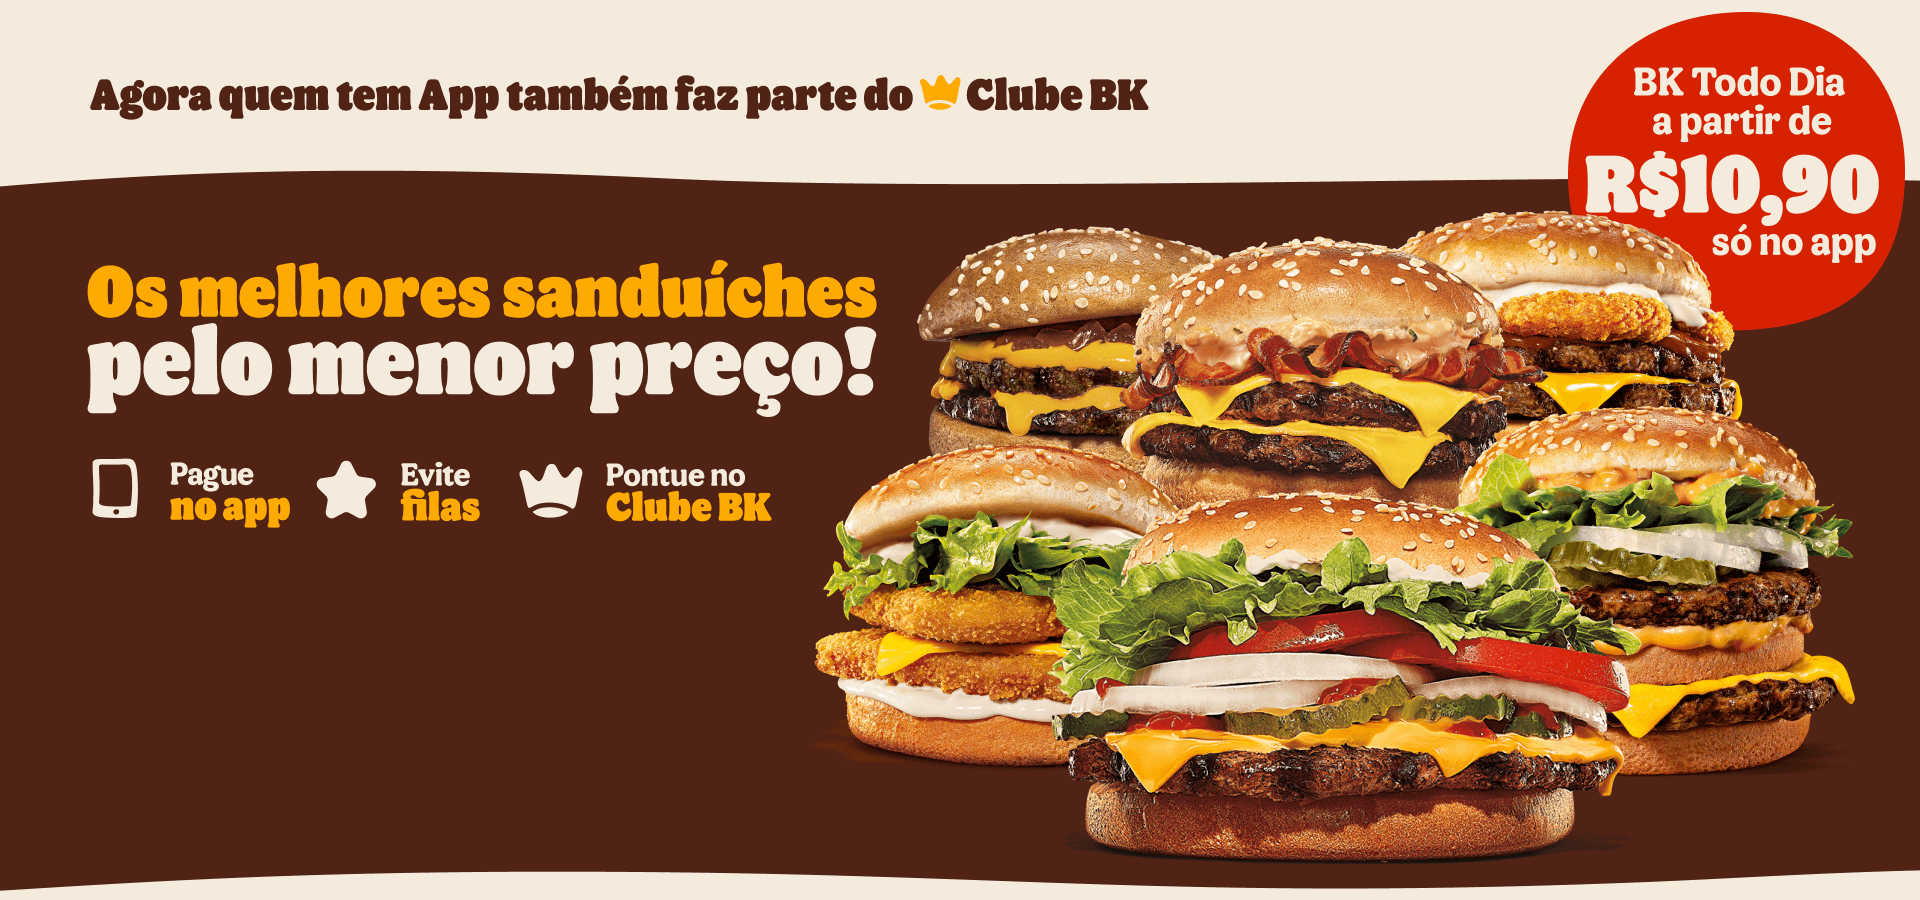 Agora quem tem App também faz parte do Clube BK
BK Todo Dia
a partir de
R$10,90
só no app
Os melhores sanduíches
pelo menor preço!
Pague
no app
Evite
filas
Pontue no
Clube BK